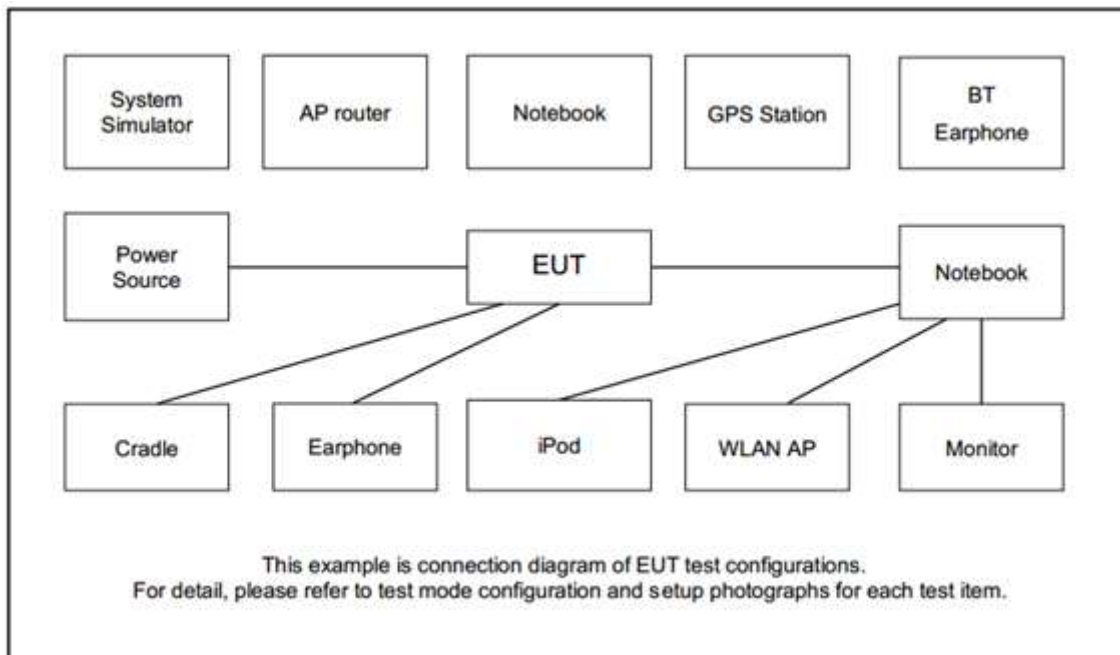 System
Simulator
AP router
Notebook
GPS Station
BT
Earphone
Power
Source
EUT
Notebook
Cradle
Earphone
iPod
WLAN AP
Monitor
This example is connection diagram of EUT test configurations.
For detail, please refer to test mode configuration and setup photographs for each test item.